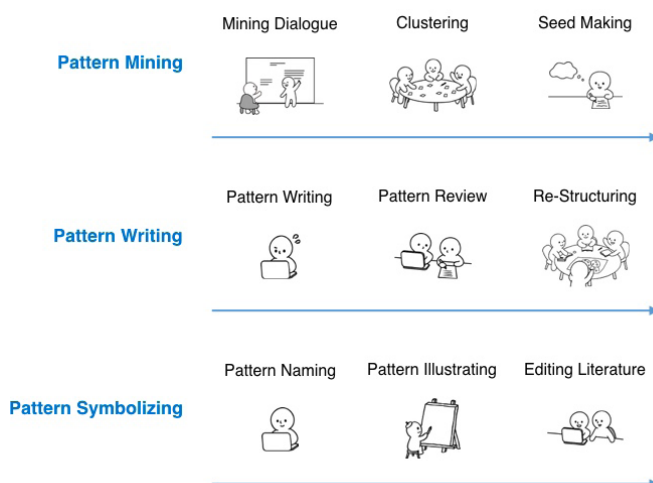 Mining Dialogue
Clustering
Seed Making
Pattern Mining
Pattern Writing
Pattern Review
Re-Structuring
Pattern Writing
Pattern Naming
Pattern Illustrating
Editing Literature
Pattern Symbolizing